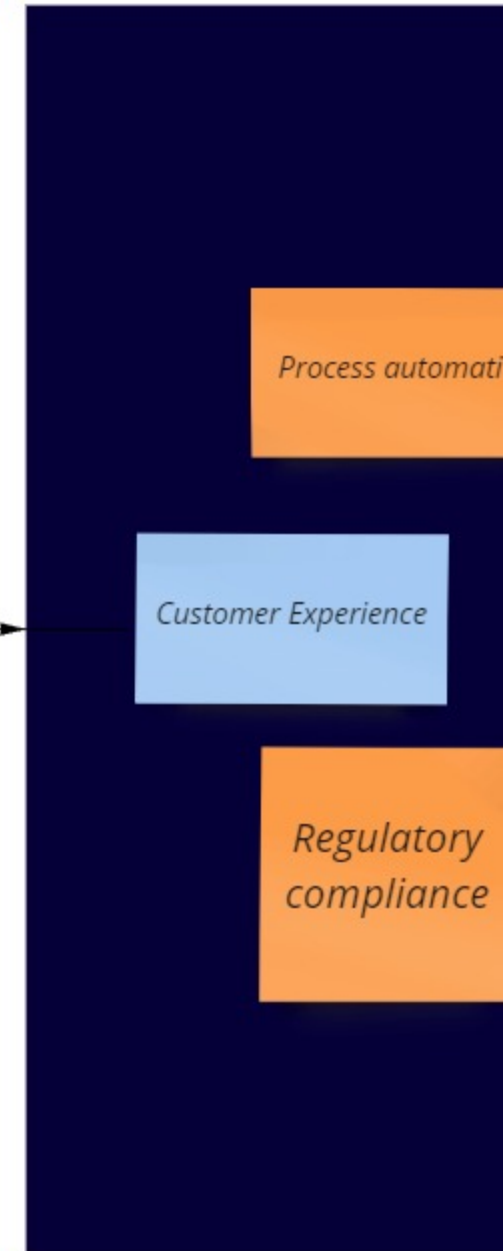 Process automati
Customer Experience
Regulatory
compliance